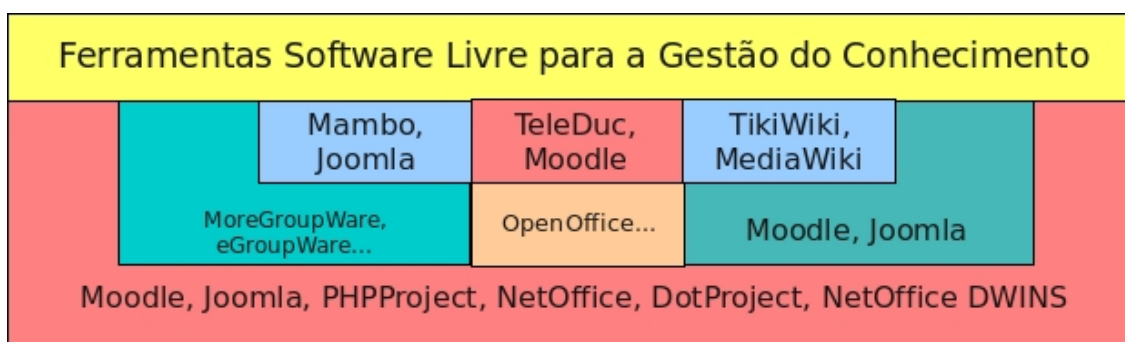 Ferramentas Software Livre para a Gestão do Conhecimento
Mambo,
Joomla
TeleDuc,
Moodle
TikiWiki,
MediaWiki
MoreGroupWare,
eGroupWare...
OpenOffice...
Moodle, Joomla
Moodle, Joomla, PHPProject, NetOffice, DotProject, NetOffice DWINS